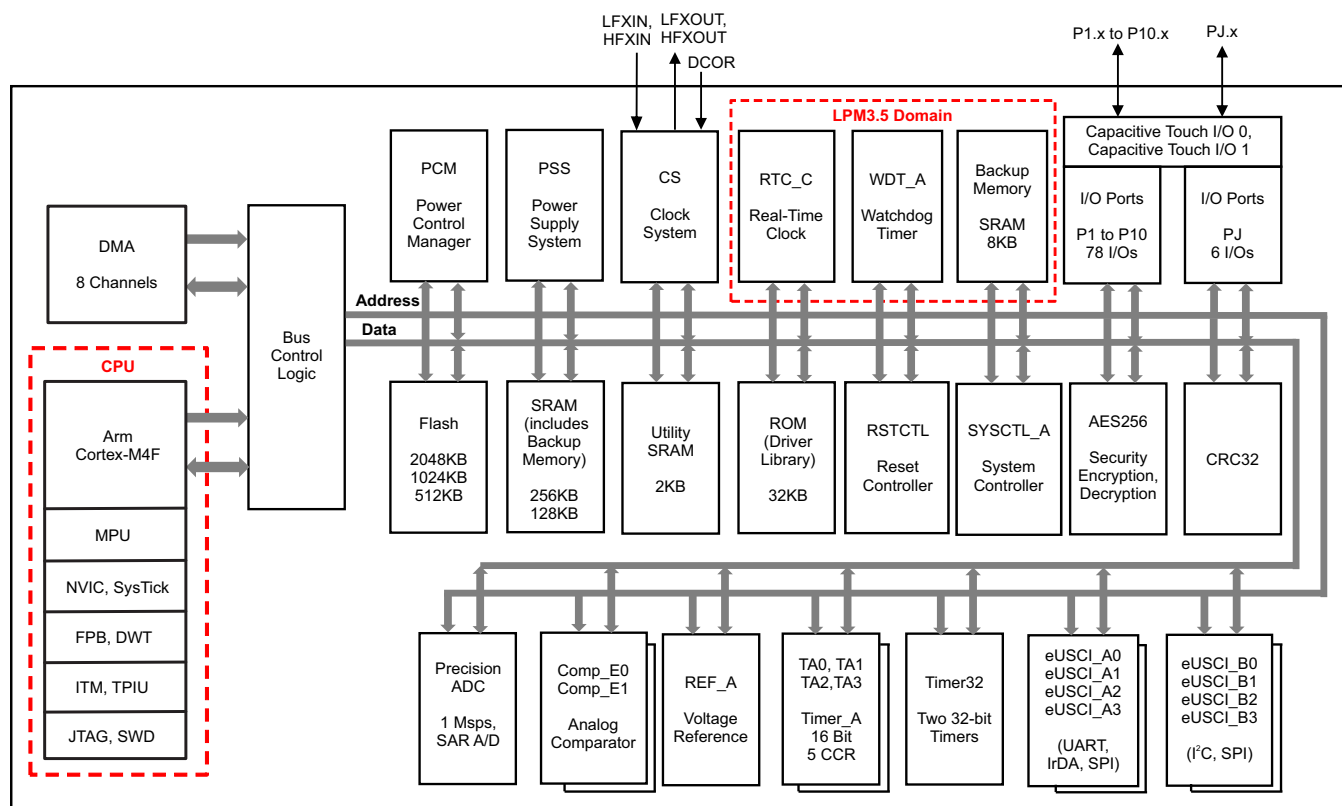 LFXIN,
HFXIN
LFXOUT,
HFXOUT
DCOR
P1.x to P10.x
PJ.x
LPM3.5 Domain
Capacitive Touch I/O 0,
Capacitive Touch I/O 1
PCM
Power
Control
Manager
PSS
Power
Supply
System
CS
Clock
System
RTC_C
Real-Time
Clock
WDT_A
Watchdog
Timer
Backup
Memory
SRAM
8KB
I/O Ports
P1 to P10
78 I/Os
I/O Ports
PJ
6 I/Os
DMA
8 Channels
Bus
Control
Logic
Address
Data
CPU
Arm
Cortex-M4F
MPU
NVIC, SysTick
FPB, DWT
ITM, TPIU
JTAG, SWD
Flash
2048KB
1024KB
512KB
SRAM
(includes
Backup
Memory)
256KB
128KB
Utility
SRAM
2KB
ROM
(Driver
Library)
32KB
RSTCTL
Reset
Controller
SYSCTL_A
System
Controller
AES256
Security
Encryption,
Decryption
CRC32
Precision
ADC
1 Msps,
SAR A/D
Comp_E0
Comp_E1
Analog
Comparator
REF_A
Voltage
Reference
TA0, TA1
TA2,TA3
Timer_A
16 Bit
5 CCR
Timer32
Two 32-bit
Timers
eUSCI_A0
eUSCI_A1
eUSCI_A2
eUSCI_A3
(UART,
IrDA, SPI)
eUSCI_B0
eUSCI_B1
eUSCI_B2
eUSCI_B3
(I²C, SPI)